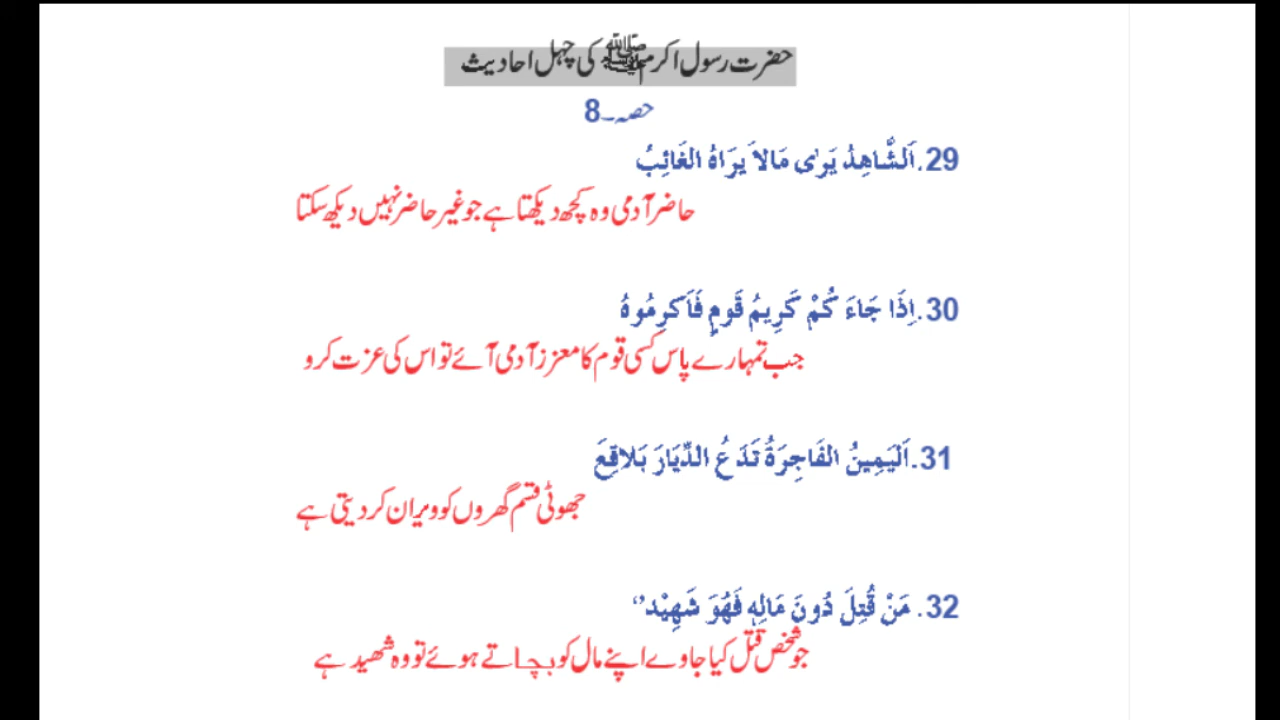 حضرت رسول اکرم ﷺ کی چہل احادیث
حصہ۔8
29.اَلشَّاهِدُ يَرٰى مَالاَ يَرَاهُ الغَائِبُ
حاضر آدمی وہ کچھ دیکھتا ہے جو غیر حاضر نہیں دیکھ سکتا
30.اِذَا جَاءَ كُمْ كَرِيمُ قَومٍ فَاَكرِمُوهُ
جب تمہارے پاس کسی قوم کا معزز آدمی آئے تو اس کی عزت کرو
31.اَليَمِينُ الفَاجِرَةُ تَدَعُ الدِّيَارَ بَلاقِعَ
جھوٹی قسم گھروں کو ویران کر دیتی ہے
32. مَنْ قُتِلَ دُونَ مَالِهٖ فَهُوَ شَهِيْد’‘
جو شخص قتل کیا جاوے اپنے مال کو بچاتے ہوئے تو وہ شھید ہے